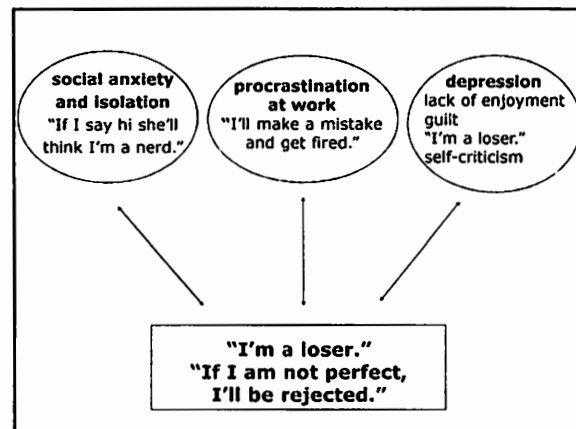 social anxiety
and isolation
“If I say hi she’ll
think I’m a nerd.”
procrastination
at work
“I’ll make a mistake
and get fired.”
depression
lack of enjoyment
guilt
“I’m a loser.”
self-criticism
“I’m a loser.”
“If I am not perfect,
I’ll be rejected.”